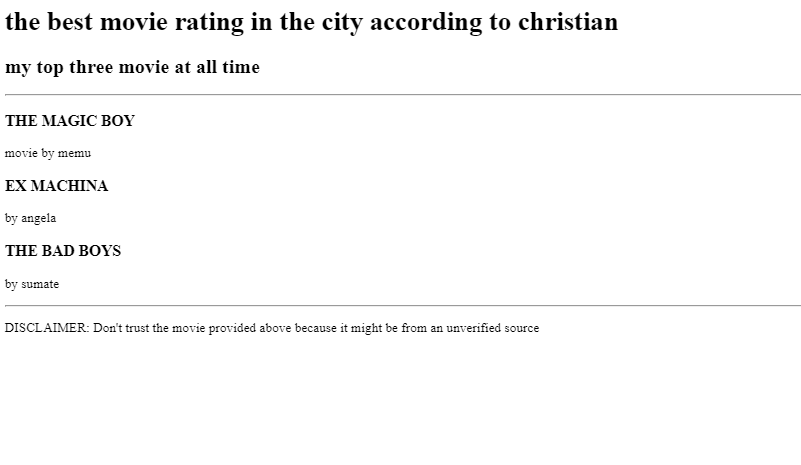 the best movie rating in the city according to christian
my top three movie at all time
THE MAGIC BOY
movie by memu
EX MACHINA
by angela
THE BAD BOYS
by sumate
DISCLAIMER: Don't trust the movie provided above because it might be from an unverified source